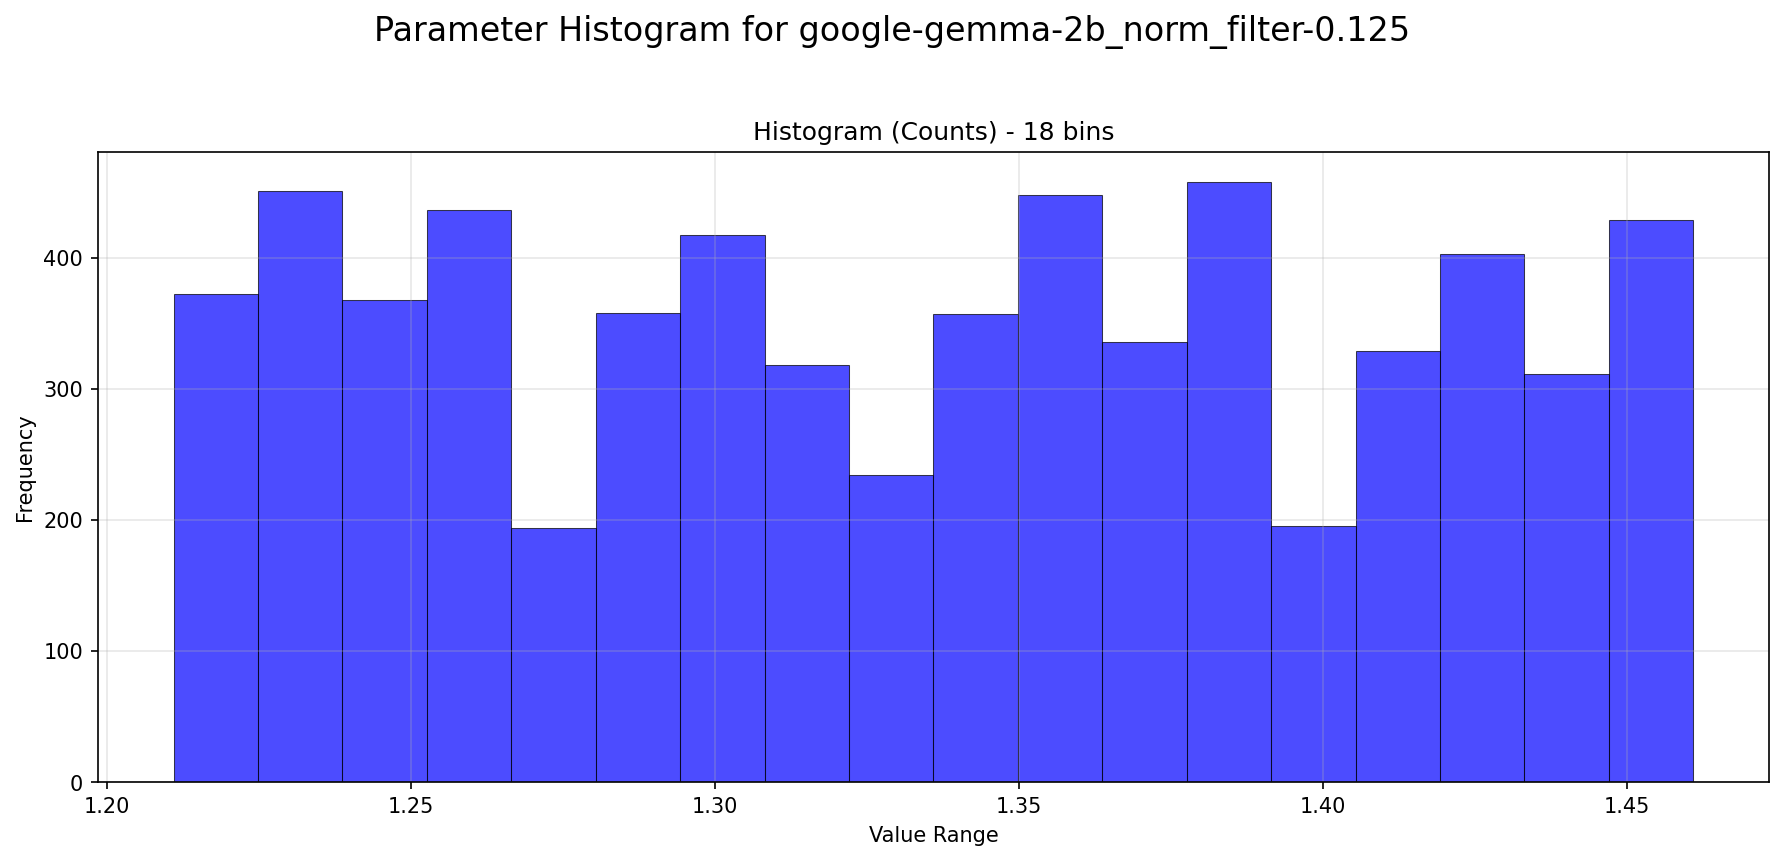 Parameter Histogram for google-gemma-2b_norm_filter-0.125
Histogram (Counts) - 18 bins
Frequency
400
300
200
100
0
1.20 1.25 1.30 1.35 1.40 1.45
Value Range